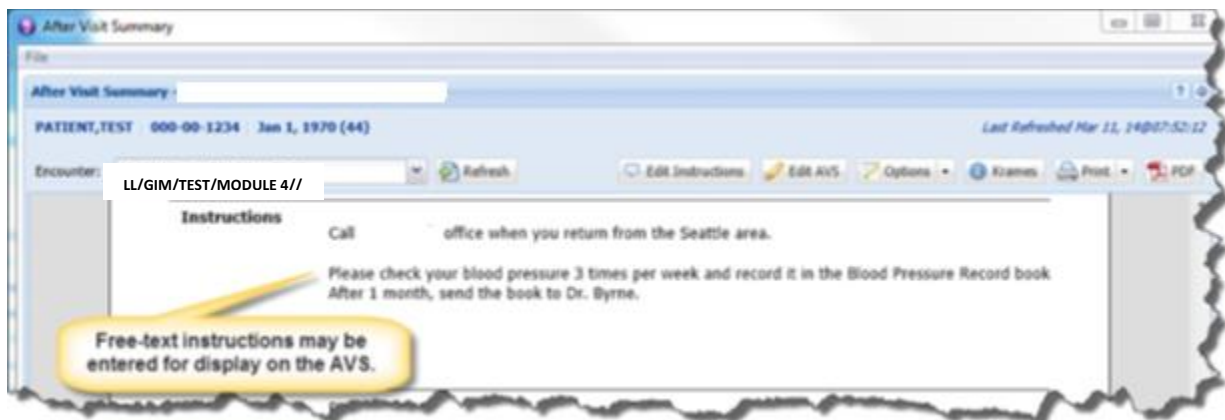 After Visit Summary
File
After Visit Summary -
PATIENT,TEST 000-00-1234 Jan 1, 1970 (44) Last Refreshed Mar 11, 14@07:52:12
Encounter: LL/GIM/TEST/MODULE 4// Refresh Edit Instructions Edit AVS Options Krames Print PDF
Instructions
Call office when you return from the Seattle area.
Please check your blood pressure 3 times per week and record it in the Blood Pressure Record book
After 1 month, send the book to Dr. Byrne.
Free-text instructions may be
entered for display on the AVS.